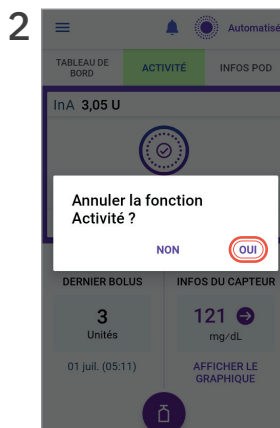 2
Automatisé
TABLEAU DE BORD
ACTIVITÉ
INFOS POD
InA 3,05 U
Annuler la fonction
Activité ?
NON
OUI
DERNIER BOLUS
INFOS DU CAPTEUR
3
Unités
01 juil. (05:11)
121
mg/dL
AFFICHER LE
GRAPHIQUE